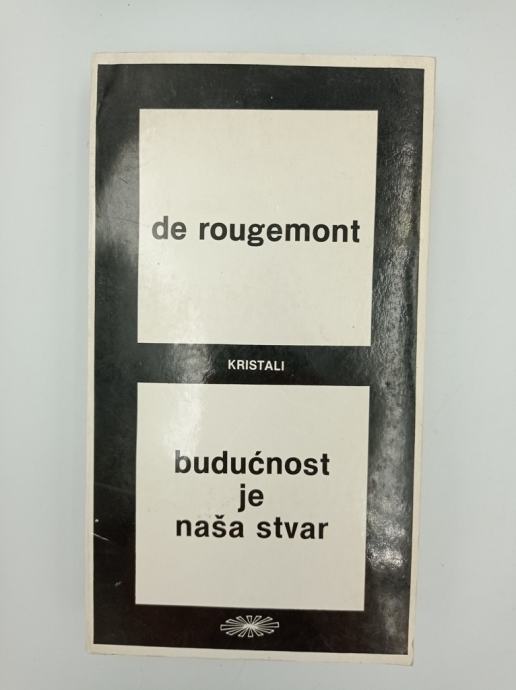 de rougemont
KRISTALI
budućnost
je
naša stvar